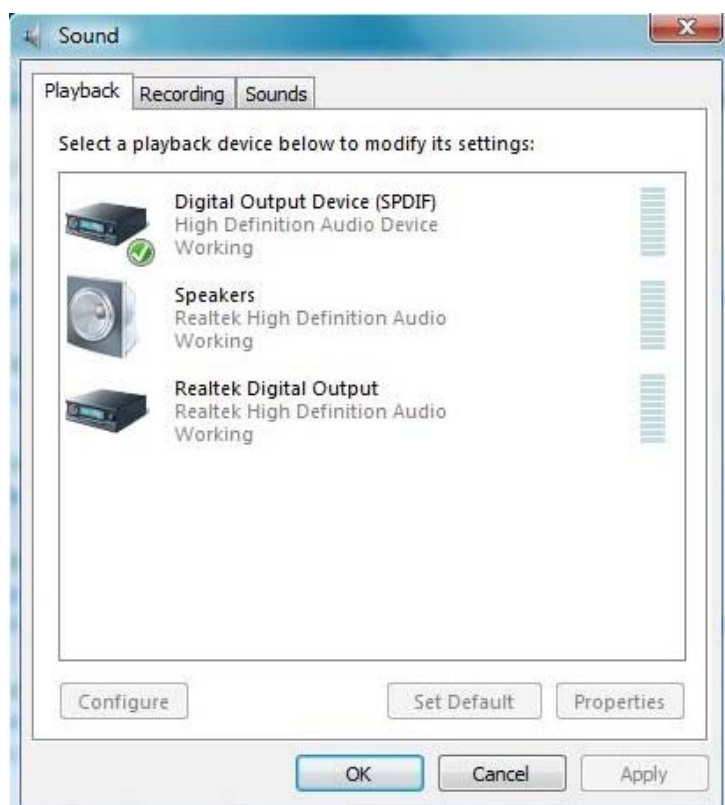 Sound
Playback
Recording
Sounds
Select a playback device below to modify its settings:
Digital Output Device (SPDIF)
High Definition Audio Device
Working
Speakers
Realtek High Definition Audio
Working
Realtek Digital Output
Realtek High Definition Audio
Working
Configure
Set Default
Properties
OK
Cancel
Apply